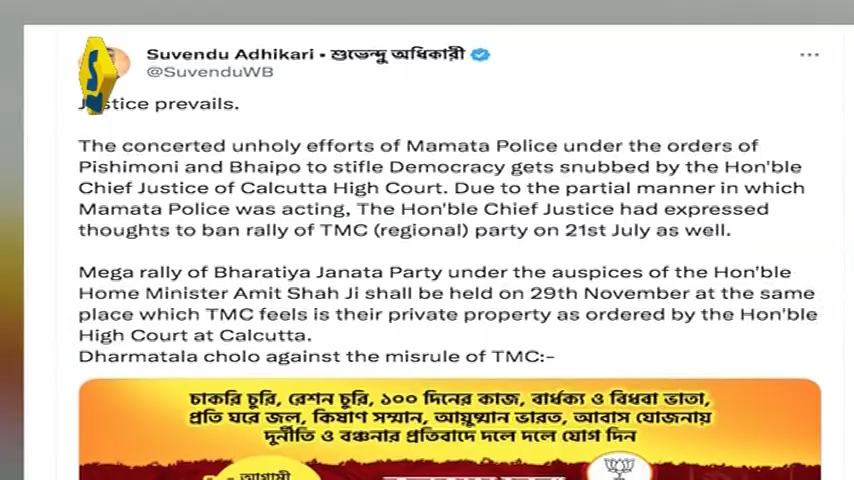 Suvendu Adhikari • শুভেন্দু অধিকারী
@SuvenduWB
Justice prevails.
The concerted unholy efforts of Mamata Police under the orders of
Pishimoni and Bhaipo to stifle Democracy gets snubbed by the Hon'ble
Chief Justice of Calcutta High Court. Due to the partial manner in which
Mamata Police was acting, The Hon'ble Chief Justice had expressed
thoughts to ban rally of TMC (regional) party on 21st July as well.
Mega rally of Bharatiya Janata Party under the auspices of the Hon'ble
Home Minister Amit Shah Ji shall be held on 29th November at the same
place which TMC feels is their private property as ordered by the Hon'ble
High Court at Calcutta.
Dharmatala cholo against the misrule of TMC:-
চাকরি চুরি, রেশন চুরি, ১০০ দিনের কাজ, বার্ধক্য ও বিধবা ভাতা,
প্রতি ঘরে জল, কিষাণ সম্মান, আয়ুষ্মান ভারত, আবাস যোজনায়
দুর্নীতি ও বঞ্চনার প্রতিবাদে দলে দলে যোগ দিন
আগামী